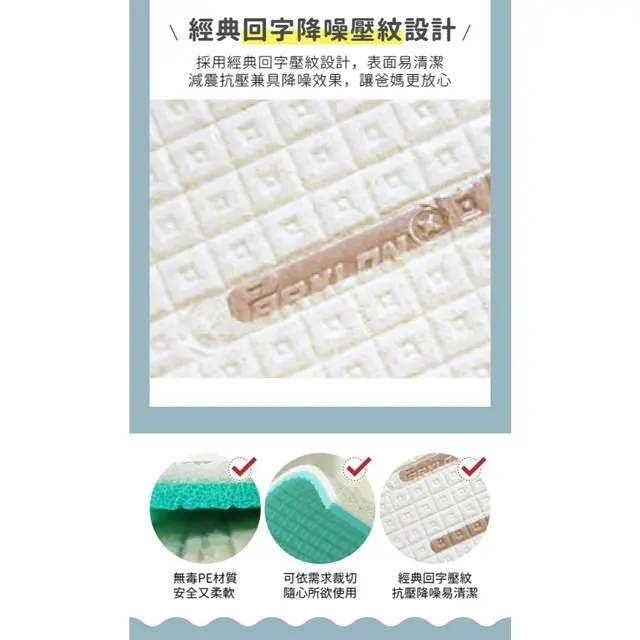 經典回字降噪壓紋設計
採用經典回字壓紋設計，表面易清潔
減震抗壓兼具降噪效果，讓爸媽更放心
PARKLON
PARKLON
無毒PE材質
安全又柔軟
可依需求裁切
隨心所欲使用
經典回字壓紋
抗壓降噪易清潔